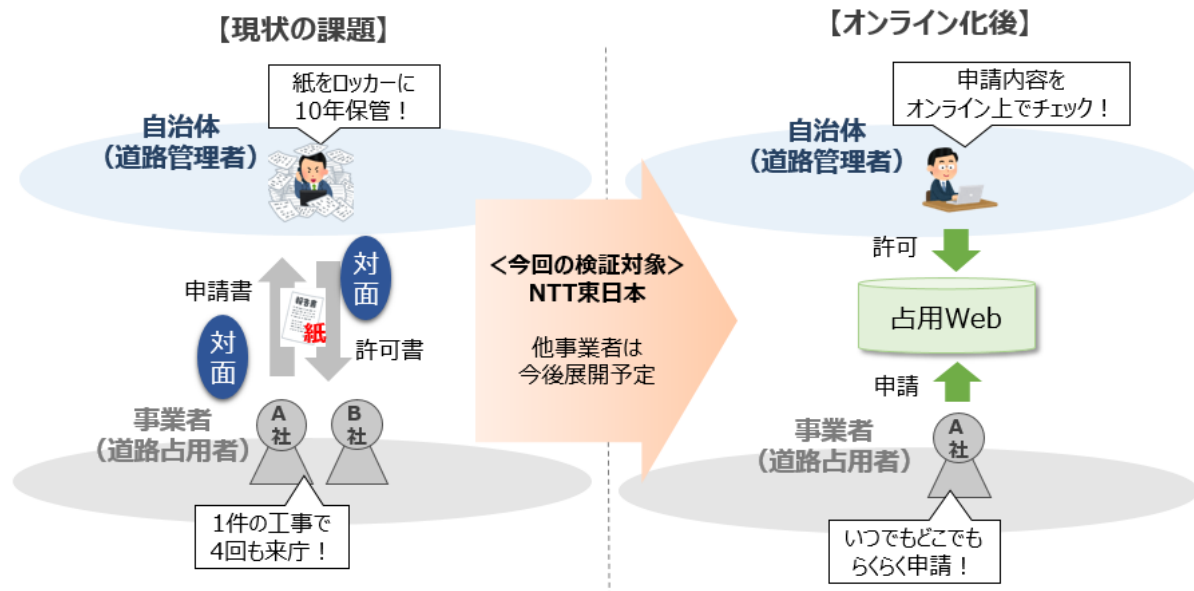 【現状の課題】
紙をロッカーに
10年保管！
自治体
（道路管理者）
対面
申請書
報告書
紙
対面
許可書
事業者
（道路占用者）
A社
B社
1件の工事で
4回も来庁！
＜今回の検証対象＞
NTT東日本
他事業者は
今後展開予定
【オンライン化後】
申請内容を
オンライン上でチェック！
自治体
（道路管理者）
許可
占用Web
申請
事業者
（道路占用者）
A社
いつでもどこでも
らくらく申請！